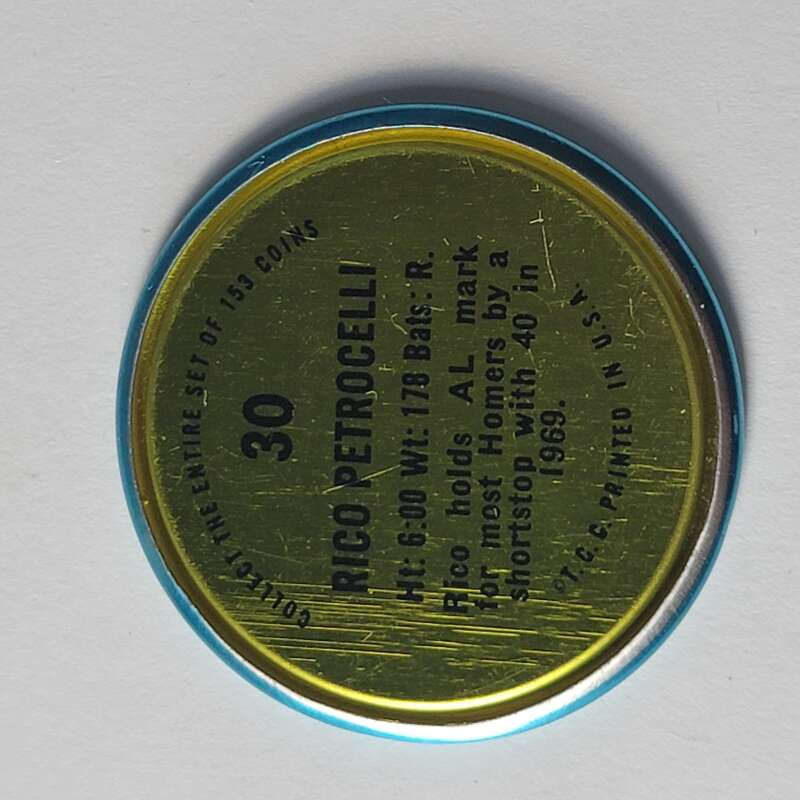 COLLECT THE ENTIRE SET OF 153 COINS
30
RICO PETROCELLI
Ht: 6:00 Wt: 178 Bats: R.
Rico holds AL mark
for most Homers by a
shortstop with 40 in
1969.
©T.C.G. PRINTED IN U.S.A.